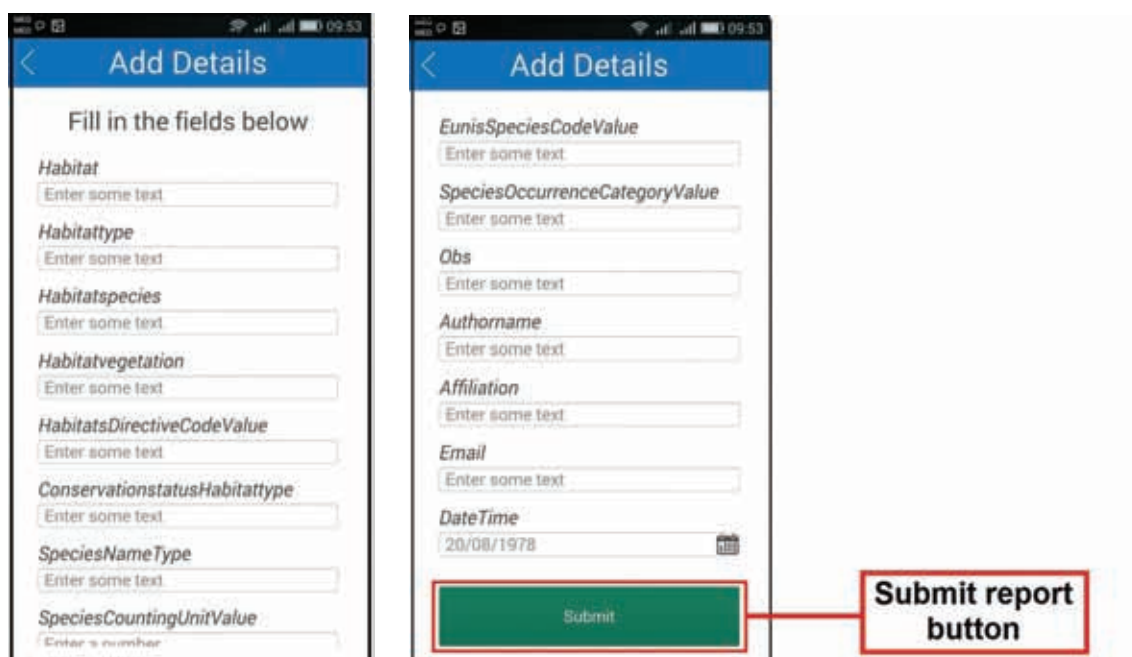 09:53
Add Details
Fill in the fields below
Habitat
Enter some text
Habitattype
Enter some text
Habitatspecies
Enter some text
Habitatvegetation
Enter some text
HabitatsDirectiveCodeValue
Enter some text
ConservationstatusHabitattype
Enter some text
SpeciesNameType
Enter some text
SpeciesCountingUnitValue
Enter a number
09:53
Add Details
EunisSpeciesCodeValue
Enter some text
SpeciesOccurrenceCategoryValue
Enter some text
Obs
Enter some text
Authorname
Enter some text
Affiliation
Enter some text
Email
Enter some text
DateTime
20/08/1978
Submit
Submit report
button